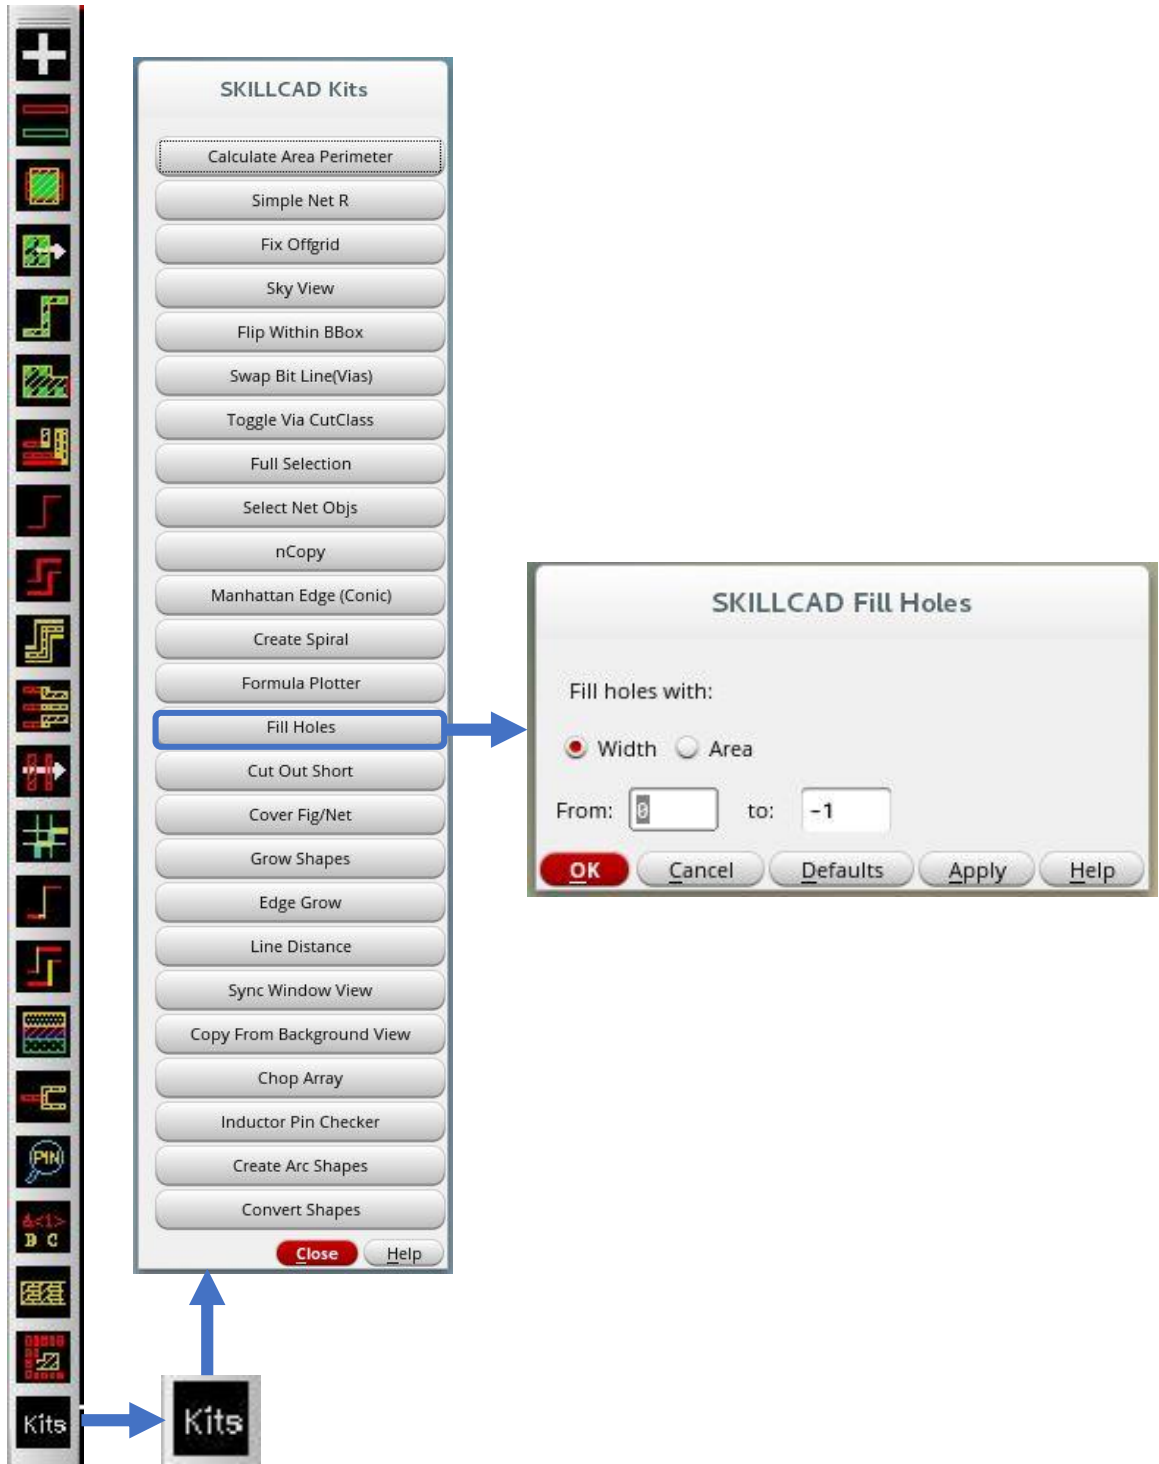 SKILLCAD Kits
Calculate Area Perimeter
Simple Net R
Fix Offgrid
Sky View
Flip Within BBox
Swap Bit Line(Vias)
Toggle Via CutClass
Full Selection
Select Net Objs
nCopy
Manhattan Edge (Conic)
Create Spiral
Formula Plotter
Fill Holes
Cut Out Short
Cover Fig/Net
Grow Shapes
Edge Grow
Line Distance
Sync Window View
Copy From Background View
Chop Array
Inductor Pin Checker
Create Arc Shapes
Convert Shapes
Close Help
SKILLCAD Fill Holes
Fill holes with:
Width Area
From: 0 to: -1
OK Cancel Defaults Apply Help
PIN
&<1>
B C
Kits
Kits